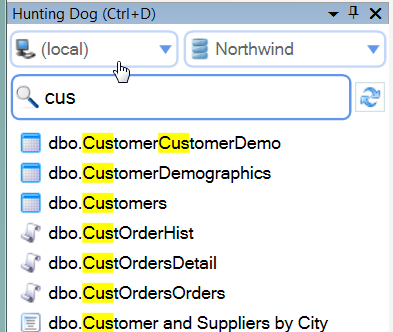 Hunting Dog (Ctrl+D)
(local) Northwind
cus
dbo.CustomerCustomerDemo
dbo.CustomerDemographics
dbo.Customers
dbo.CustOrderHist
dbo.CustOrdersDetail
dbo.CustOrdersOrders
dbo.Customer and Suppliers by City